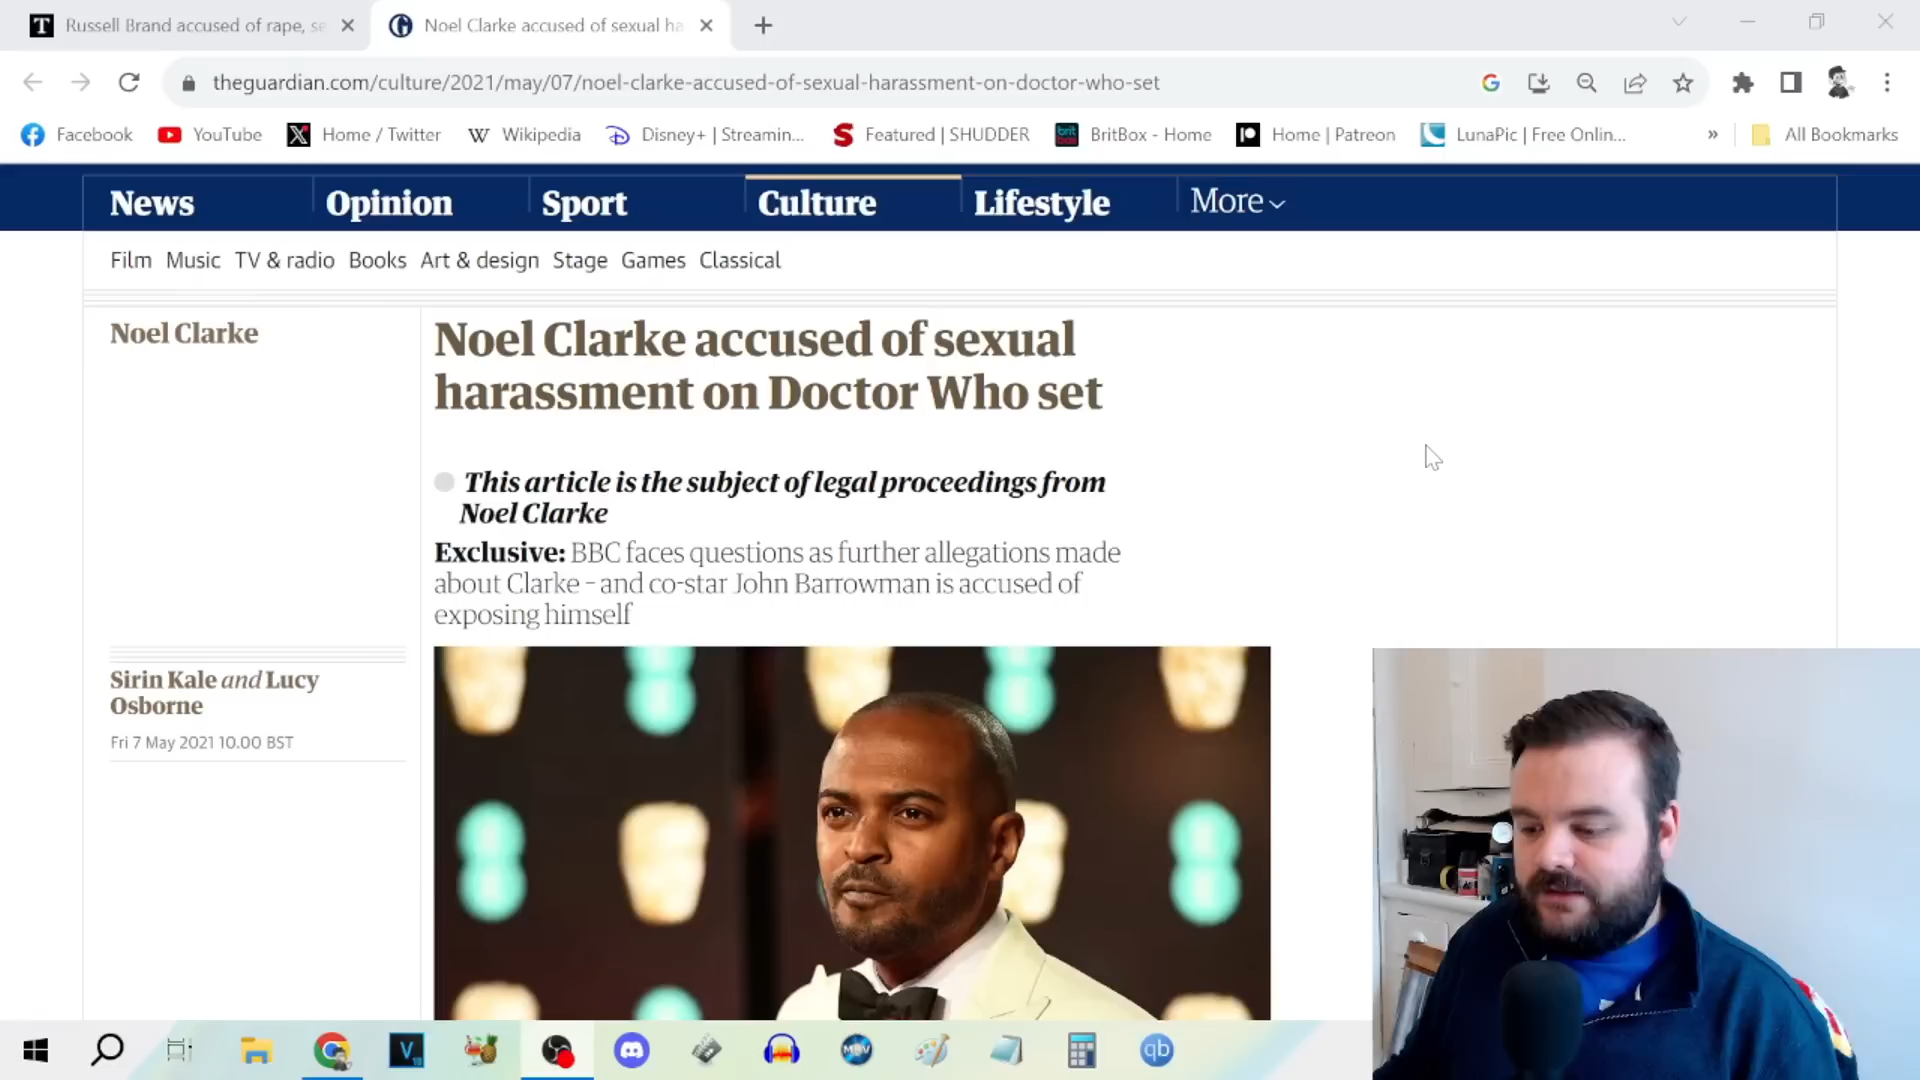 Russell Brand accused of rape, se
Noel Clarke accused of sexual ha
theguardian.com/culture/2021/may/07/noel-clarke-accused-of-sexual-harassment-on-doctor-who-set
Facebook YouTube Home / Twitter Wikipedia Disney+ | Streamin... Featured | SHUDDER BritBox - Home Home | Patreon LunaPic | Free Onlin... » All Bookmarks
News Opinion Sport Culture Lifestyle More
Film Music TV & radio Books Art & design Stage Games Classical
Noel Clarke
Noel Clarke accused of sexual
harassment on Doctor Who set
This article is the subject of legal proceedings from
Noel Clarke
Exclusive: BBC faces questions as further allegations made
about Clarke – and co-star John Barrowman is accused of
exposing himself
Sirin Kale and Lucy
Osborne
Fri 7 May 2021 10.00 BST